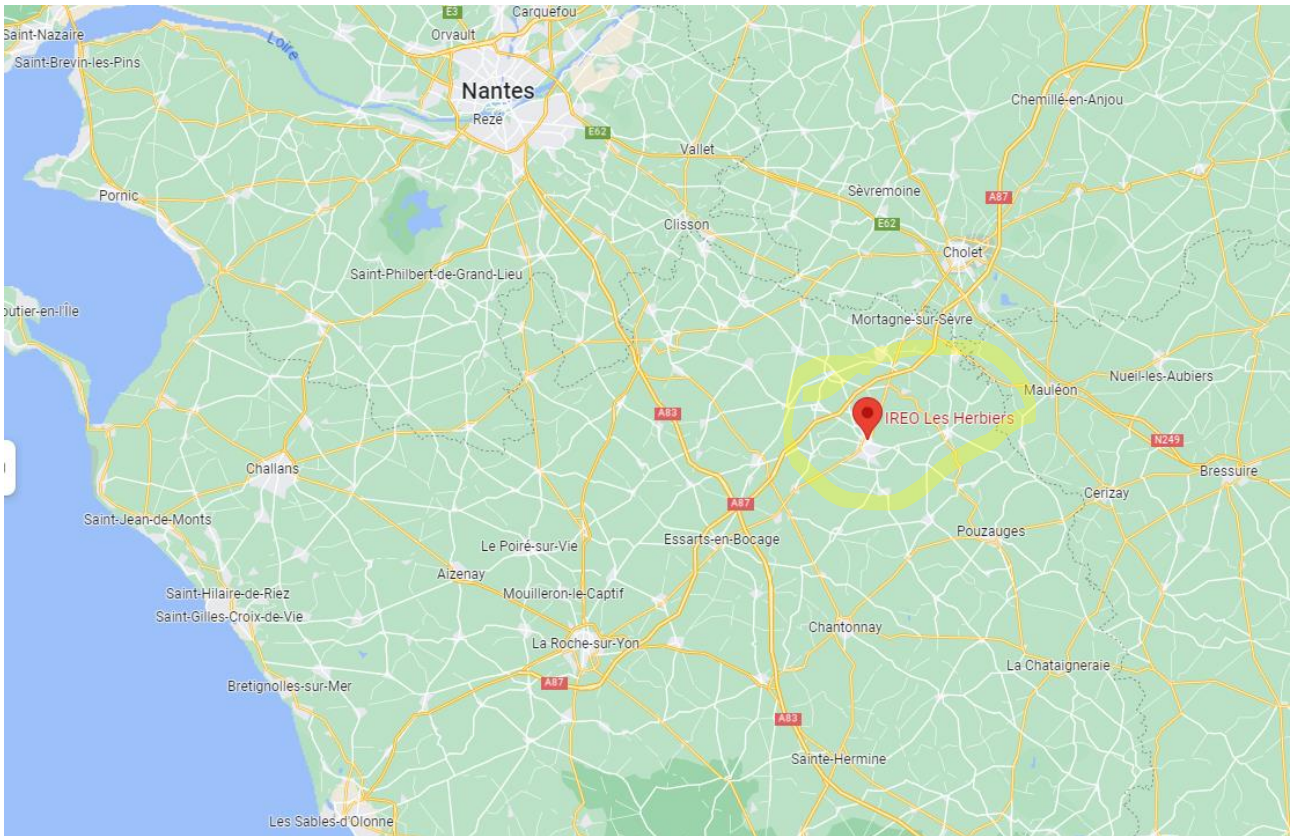 E3
Carquefou
Saint-Nazaire
Orvault
Loire
Saint-Brevin-les-Pins
Nantes
Chemillé-en-Anjou
Reze
E62
Vallet
Pornic
Sèvremoine
A87
Clisson
E62
Cholet
Saint-Philbert-de-Grand-Lieu
outier-en-l'Île
Mortagne-sur-Sèvre
Nueil-les-Aubiers
Mauléon
A83
IREO Les Herbiers
N249
Challans
Bressuire
Cerizay
A87
Saint-Jean-de-Monts
Pouzauges
Essarts-en-Bocage
Le Poiré-sur-Vie
Aizenay
Saint-Hilaire-de-Riez
Mouilleron-le-Captif
Saint-Gilles-Croix-de-Vie
Chantonnay
La Roche-sur-Yon
La Chataigneraie
A87
Bretignolles-sur-Mer
A83
Sainte-Hermine
Les Sables-d'Olonne